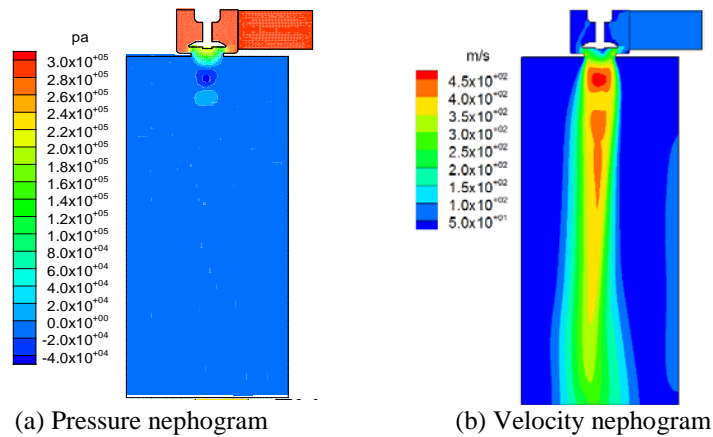 pa
3.0x10+05
2.8x10+05
2.6x10+05
2.4x10+05
2.2x10+05
2.0x10+05
1.8x10+05
1.6x10+05
1.4x10+05
1.2x10+05
1.0x10+05
8.0x10+04
6.0x10+04
4.0x10+04
2.0x10+04
0.0x10+00
-2.0x10+04
-4.0x10+04
m/s
4.5x10+02
4.0x10+02
3.5x10+02
3.0x10+02
2.5x10+02
2.0x10+02
1.5x10+02
1.0x10+02
5.0x10+01
(a) Pressure nephogram
(b) Velocity nephogram